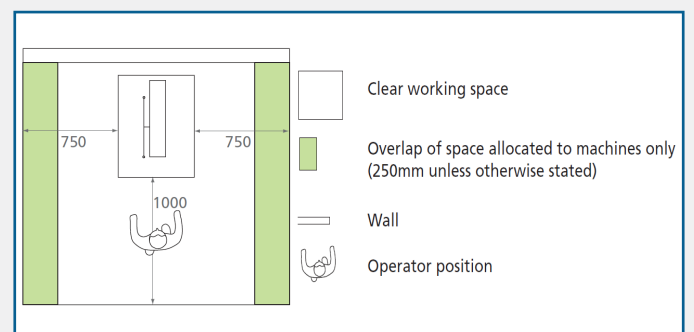 750
750
1000
Clear working space
Overlap of space allocated to machines only
(250mm unless otherwise stated)
Wall
Operator position